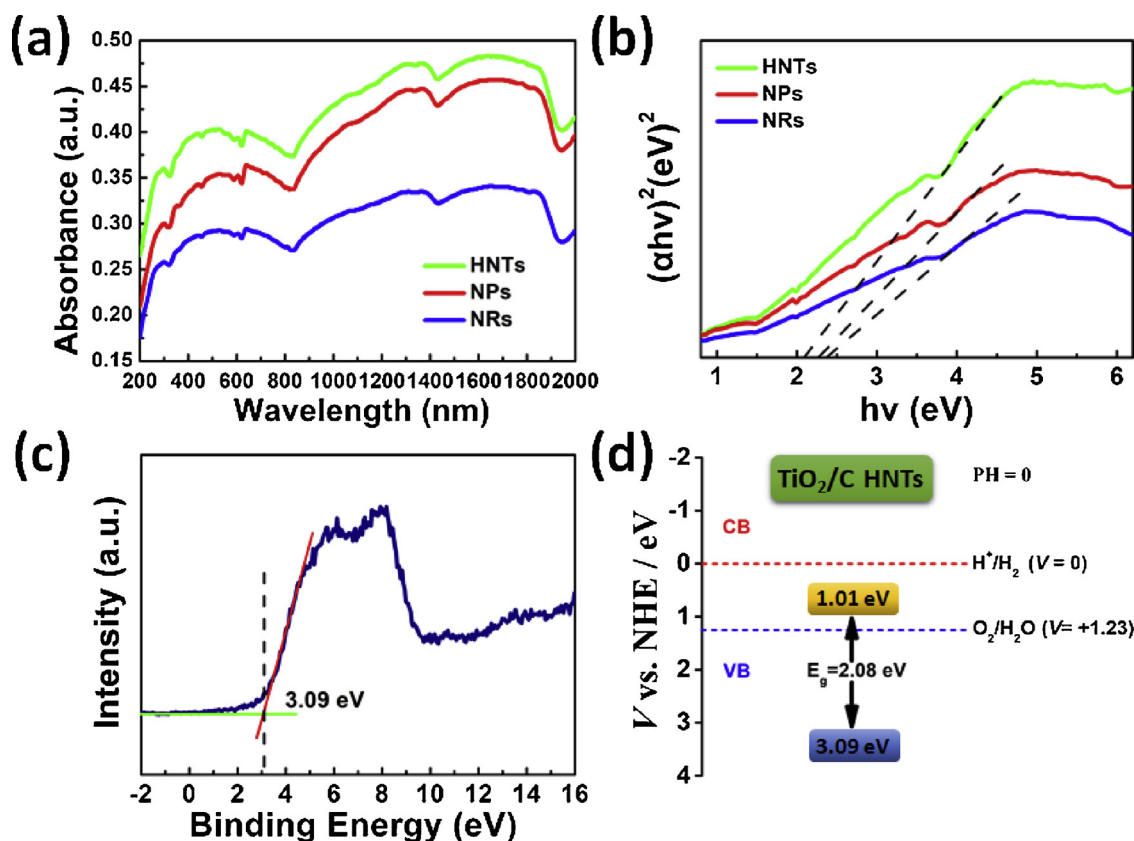 (a)
0.50
0.45
0.40
0.35
0.30
0.25
0.20
0.15
Absorbance (a.u.)
HNTs
NPs
NRs
200 400 600 800 1000 1200 1400 1600 1800 2000
Wavelength (nm)
(b)
HNTs
NPs
NRs
(αhν)²(eV)²
1 2 3 4 5 6
hν (eV)
(c)
Intensity (a.u.)
3.09 eV
-2 0 2 4 6 8 10 12 14 16
Binding Energy (eV)
(d)
V vs. NHE / eV
-2
-1
0
1
2
3
4
TiO₂/C HNTs
PH = 0
CB
H⁺/H₂ (V = 0)
1.01 eV
O₂/H₂O (V= +1.23)
VB
E_g=2.08 eV
3.09 eV